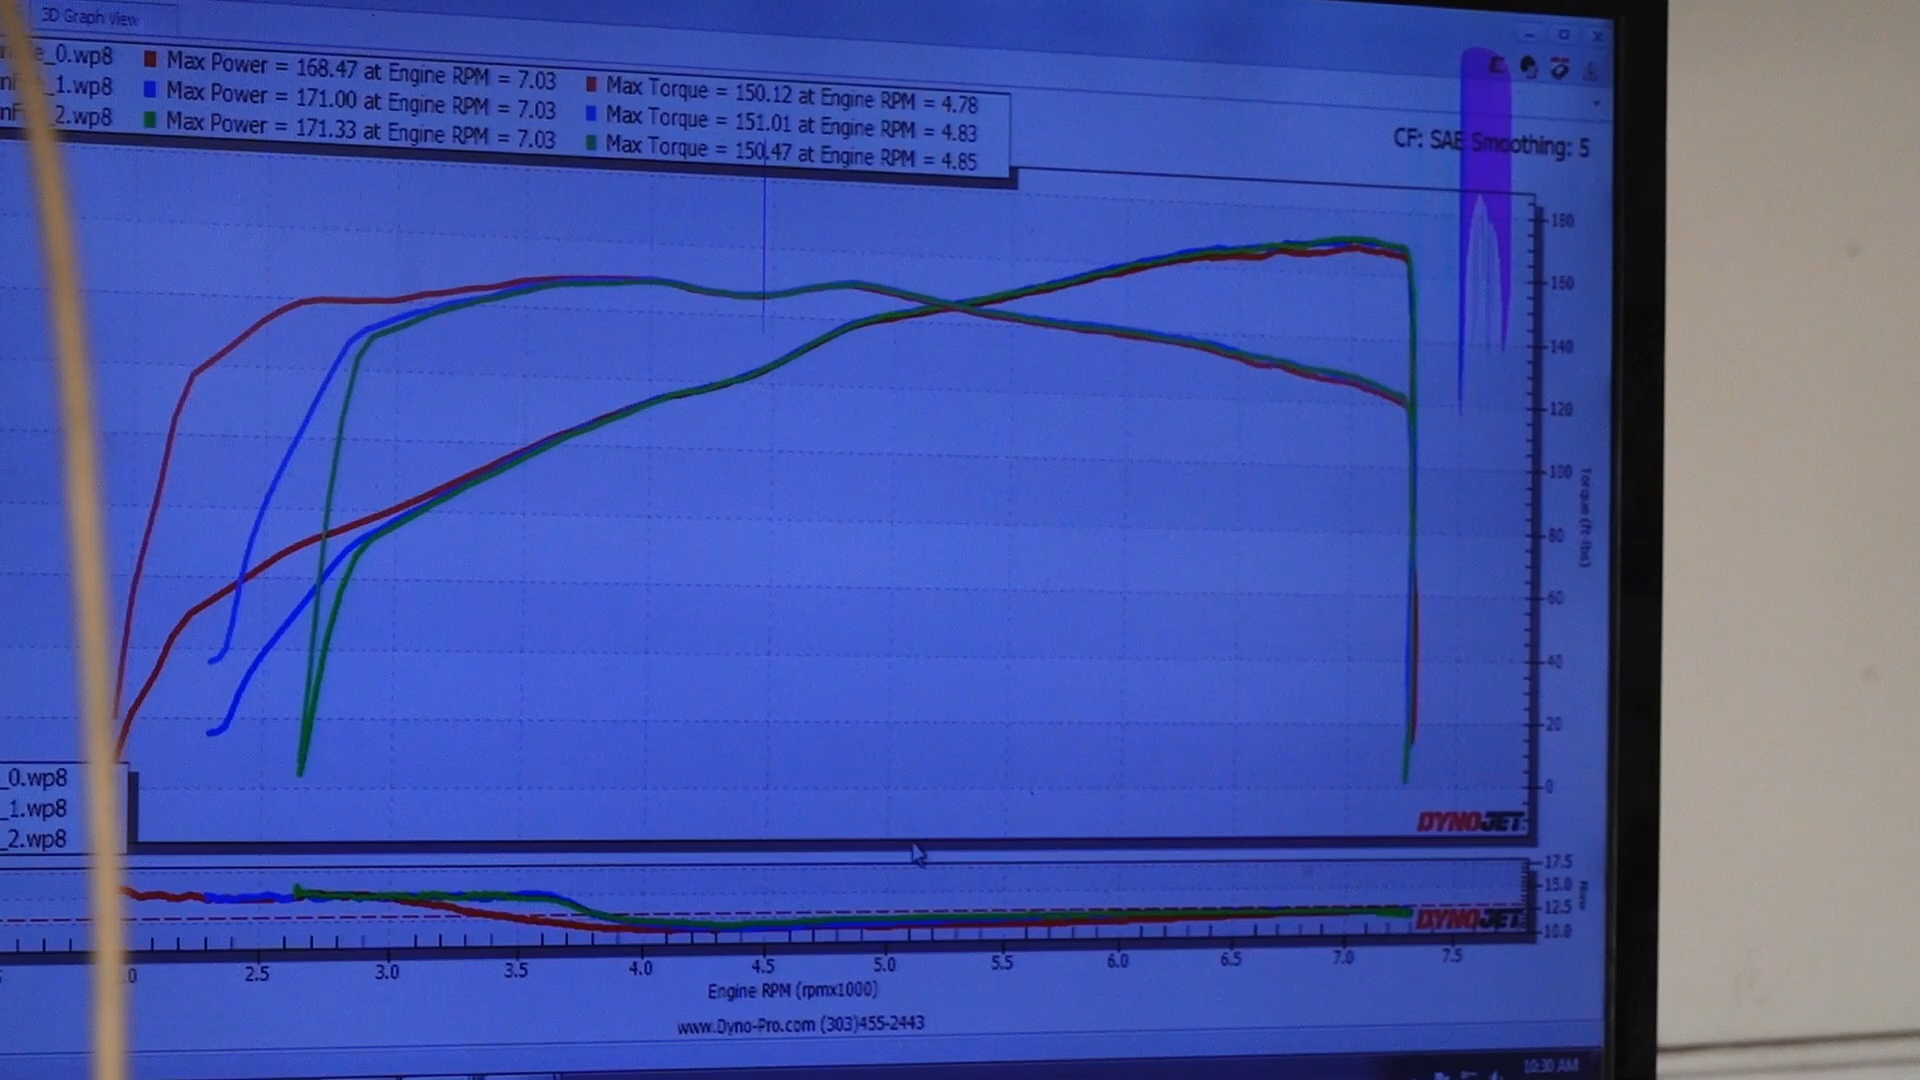 3D Graph View
_0.wp8 Max Power = 168.47 at Engine RPM = 7.03 Max Torque = 150.12 at Engine RPM = 4.78
_1.wp8 Max Power = 171.00 at Engine RPM = 7.03 Max Torque = 151.01 at Engine RPM = 4.83
_2.wp8 Max Power = 171.33 at Engine RPM = 7.03 Max Torque = 150.47 at Engine RPM = 4.85
CF: SAE Smoothing: 5
180
160
140
120
100
80
60
40
20
0
Torque (ft-lbs)
_0.wp8
_1.wp8
_2.wp8
DYNOJET
17.5
15.0
12.5
10.0
DYNOJET
.0 2.5 3.0 3.5 4.0 4.5 5.0 5.5 6.0 6.5 7.0 7.5
Engine RPM (rpmx1000)
www.Dyno-Pro.com (303)455-2443
10:30 AM